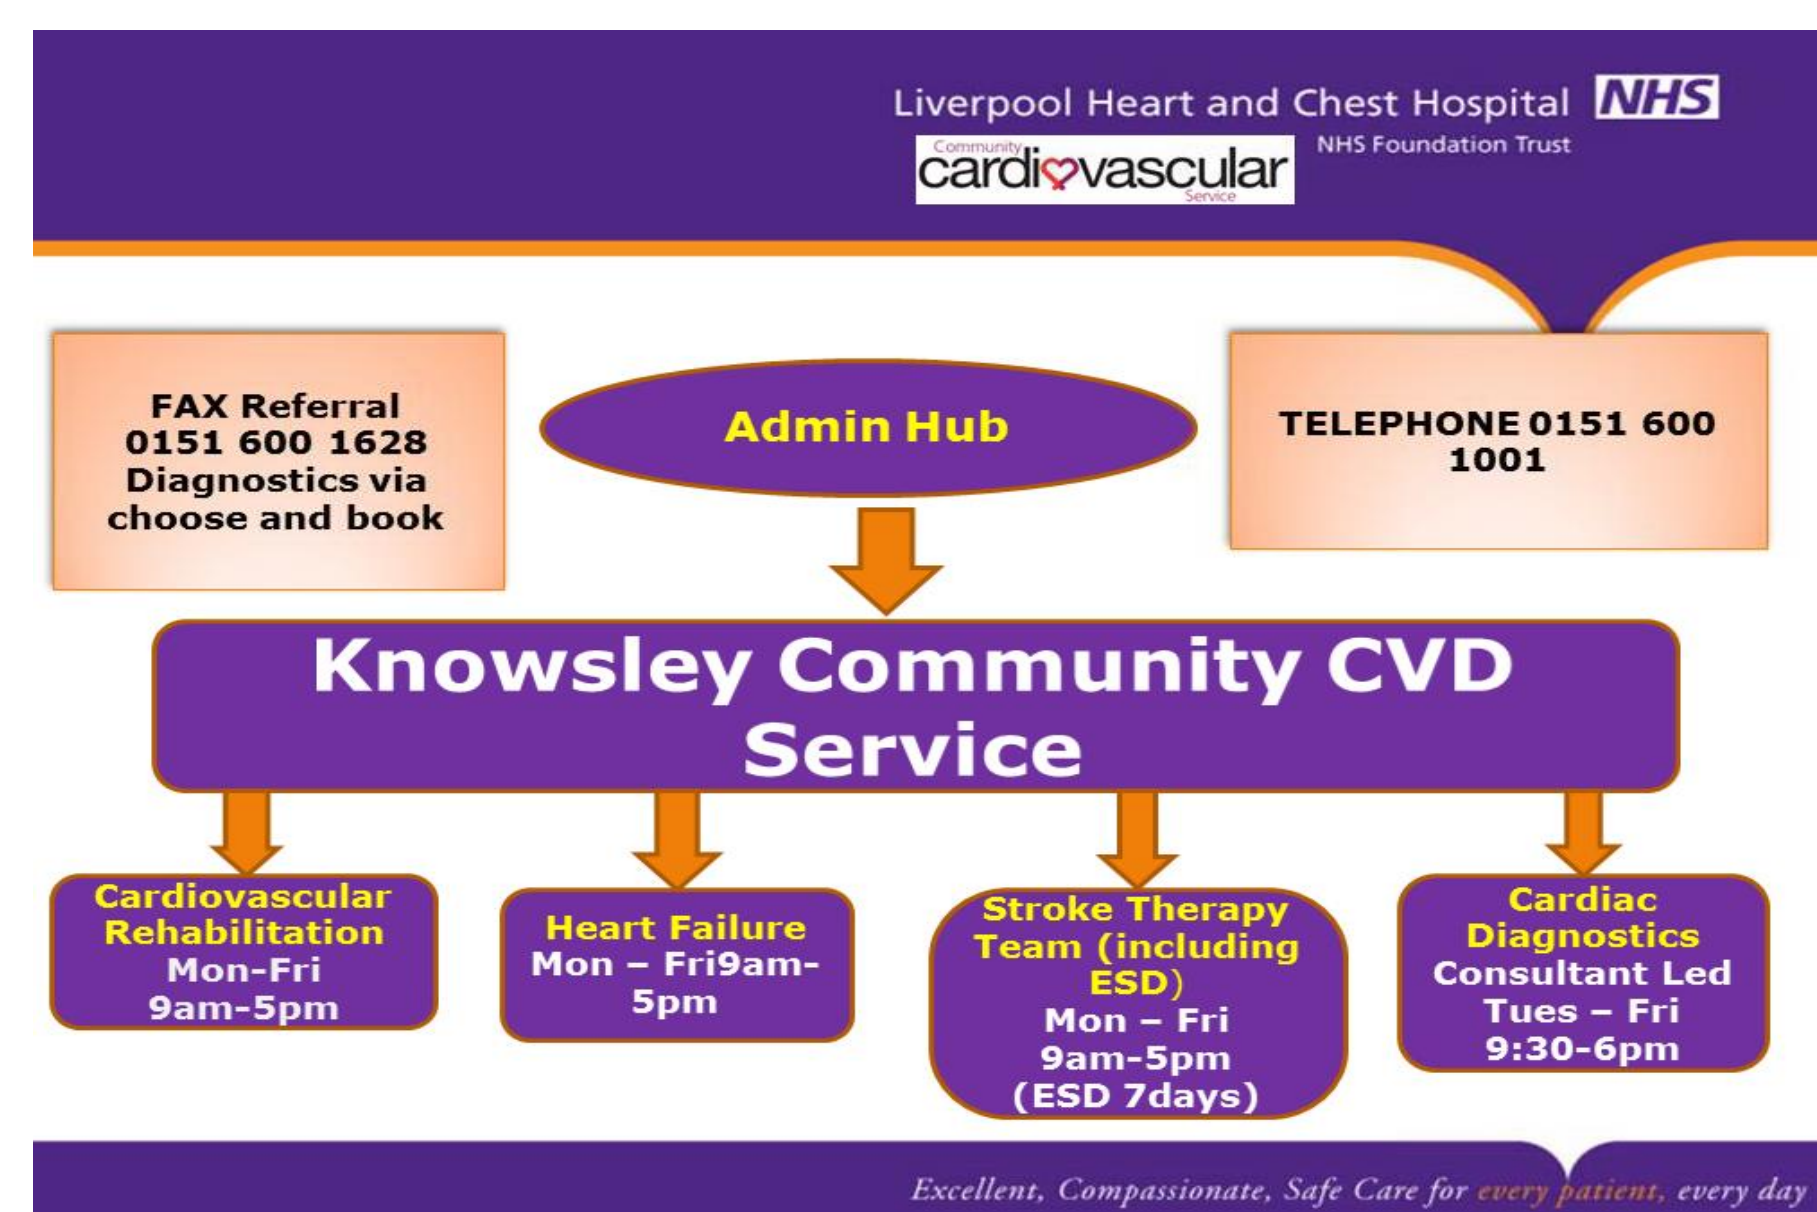 Liverpool Heart and Chest Hospital NHS
NHS Foundation Trust
Community
cardiovascular
Service
FAX Referral
0151 600 1628
Diagnostics via
choose and book
Admin Hub
TELEPHONE 0151 600
1001
Knowsley Community CVD
Service
Cardiovascular
Rehabilitation
Mon-Fri
9am-5pm
Heart Failure
Mon – Fri9am-
5pm
Stroke Therapy
Team (including
ESD)
Mon – Fri
9am-5pm
(ESD 7days)
Cardiac
Diagnostics
Consultant Led
Tues – Fri
9:30-6pm
Excellent, Compassionate, Safe Care for every patient, every day